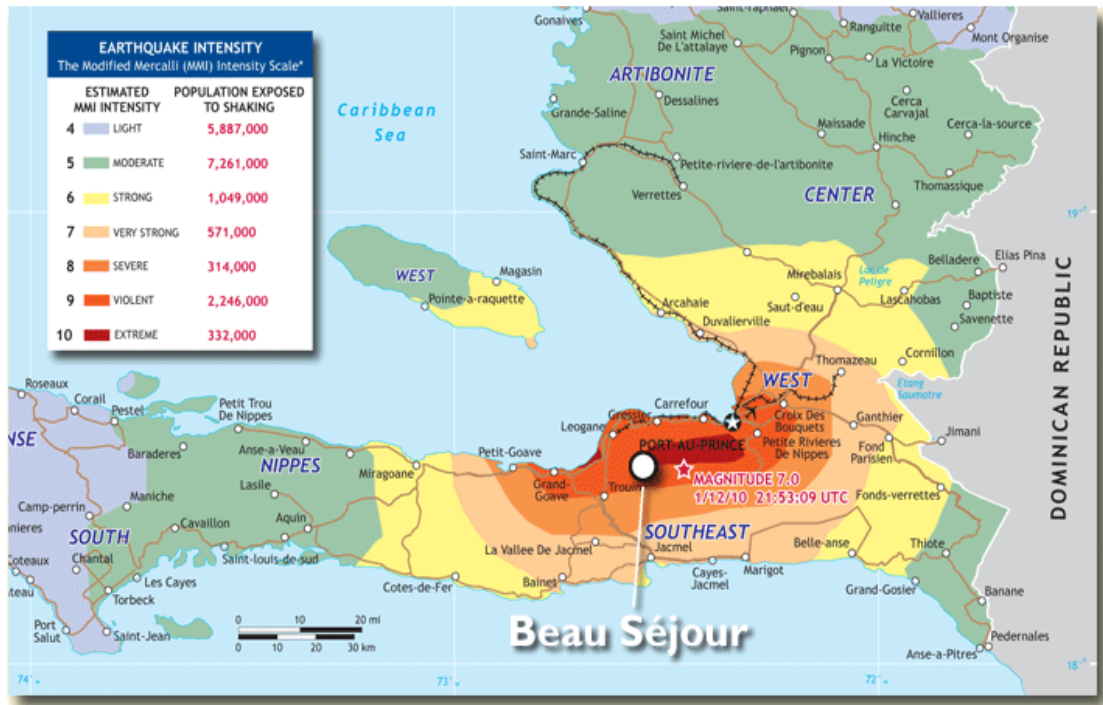 EARTHQUAKE INTENSITY
The Modified Mercalli (MMI) Intensity Scale*
ESTIMATED MMI INTENSITY
POPULATION EXPOSED TO SHAKING
4 LIGHT 5,887,000
5 MODERATE 7,261,000
6 STRONG 1,049,000
7 VERY STRONG 571,000
8 SEVERE 314,000
9 VIOLENT 2,246,000
10 EXTREME 332,000
Gonaives
Saint Michel
De L'attalaye
Ranguitte
Vallieres
Mont Organise
Pignon
La Victoire
ARTIBONITE
Dessalines
Grande-Saline
Cerca
Carvajal
Maissade
Hinche
Cerca-la-source
Caribbean
Sea
Saint-Marc
Petite-riviere-de-l'artibonite
Verrettes
Thomassique
CENTER
19°
WEST
Magasin
Pointe-a-raquette
Mirebalais
Lac de
Peligre
Belladere
Elias Pina
Saut-d'eau
Lascahobas
Baptiste
Savenette
Arcahaie
Duvalierville
Cornillon
Thomazeau
WEST
Etang
Saumatre
DOMINICAN REPUBLIC
Roseaux
Corail
Pestel
Petit Trou
De Nippes
NSE
Baraderes
Anse-a-Veau
NIPPES
Miragoane
Lasile
Petit-Goave
Leogane
Gressier
Carrefour
Croix Des
Bouquets
Ganthier
PORT-AU-PRINCE
Petite Rivieres
De Nippes
Fond
Parisien
Jimani
Grand-
Goave
Trouin
MAGNITUDE 7.0
1/12/10 21:53:09 UTC
Fonds-verrettes
Camp-perrin
Maniche
nieres
SOUTH
Cavaillon
Aquin
Chantal
Saint-louis-de-sud
Coteaux
Les Cayes
Torbeck
Port
Salut
Saint-Jean
SOUTHEAST
La Vallee De Jacmel
Jacmel
Belle-anse
Thiote
Cayes-
Jacmel
Marigot
Cotes-de-Fer
Bainet
Grand-Gosier
Banane
Pedernales
Anse-a-Pitres
0 10 20 mi
0 10 20 30 km
Beau Séjour
74°
73°
72°
18°